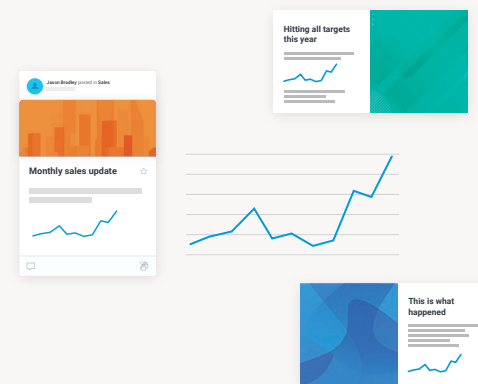 Hitting all targets
this year
Jason Bradley posted in Sales
Monthly sales update
This is what
happened